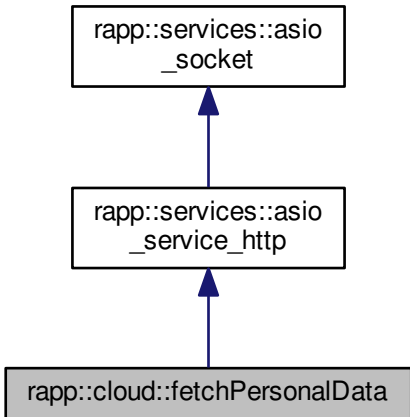 rapp::services::asio
_socket
rapp::services::asio
_service_http
rapp::cloud::fetchPersonalData